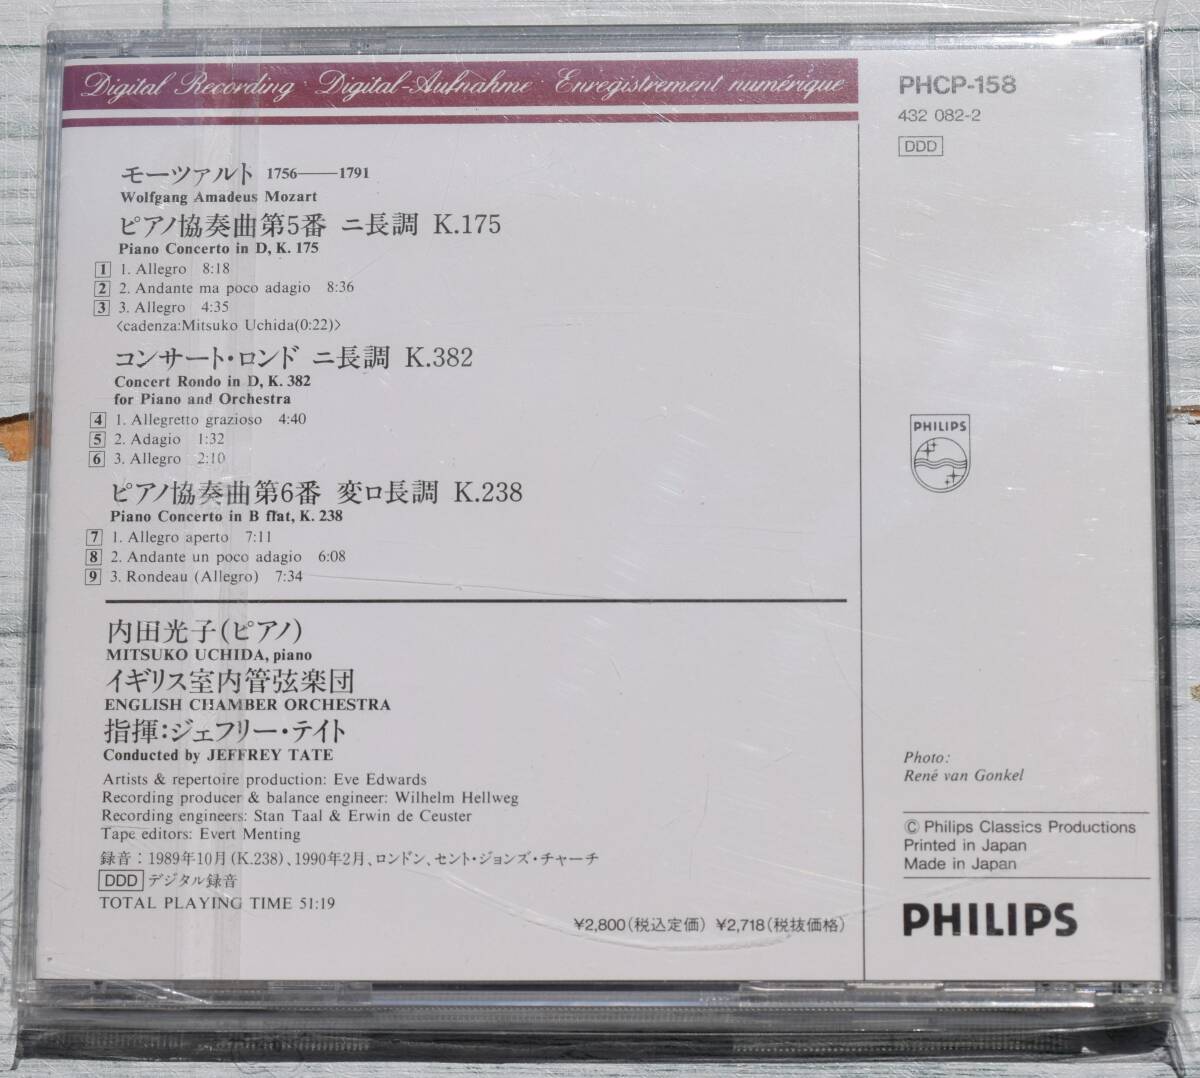 Digital Recording Digital-Aufnahme Enregistrement numérique
モーツァルト 1756——1791
Wolfgang Amadeus Mozart
ピアノ協奏曲第5番 ニ長調 K.175
Piano Concerto in D, K. 175
1 1. Allegro 8:18
2 2. Andante ma poco adagio 8:36
3 3. Allegro 4:35
〈cadenza:Mitsuko Uchida(0:22)〉
コンサート・ロンド ニ長調 K.382
Concert Rondo in D, K. 382
for Piano and Orchestra
4 1. Allegretto grazioso 4:40
5 2. Adagio 1:32
6 3. Allegro 2:10
ピアノ協奏曲第6番 変ロ長調 K.238
Piano Concerto in B flat, K. 238
7 1. Allegro aperto 7:11
8 2. Andante un poco adagio 6:08
9 3. Rondeau (Allegro) 7:34
内田光子(ピアノ)
MITSUKO UCHIDA, piano
イギリス室内管弦楽団
ENGLISH CHAMBER ORCHESTRA
指揮:ジェフリー・テイト
Conducted by JEFFREY TATE
Artists & repertoire production: Eve Edwards
Recording producer & balance engineer: Wilhelm Hellweg
Recording engineers: Stan Taal & Erwin de Ceuster
Tape editors: Evert Menting
録音：1989年10月(K.238)、1990年2月、ロンドン、セント・ジョンズ・チャーチ
DDD デジタル録音
TOTAL PLAYING TIME 51:19
¥2,800(税込定価) ¥2,718(税抜価格)
PHCP-158
432 082-2
DDD
PHILIPS
Photo:
René van Gonkel
© Philips Classics Productions
Printed in Japan
Made in Japan
PHILIPS